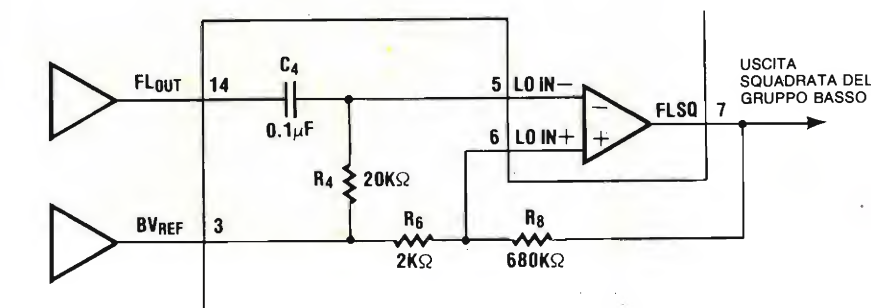 FLOUT 14
C4
0.1µF
5 LO IN−
−
6 LO IN+
+
FLSQ 7
USCITA
SQUADRATA DEL
GRUPPO BASSO
R4 20KΩ
BVREF 3
R6
2KΩ
R8
680KΩ